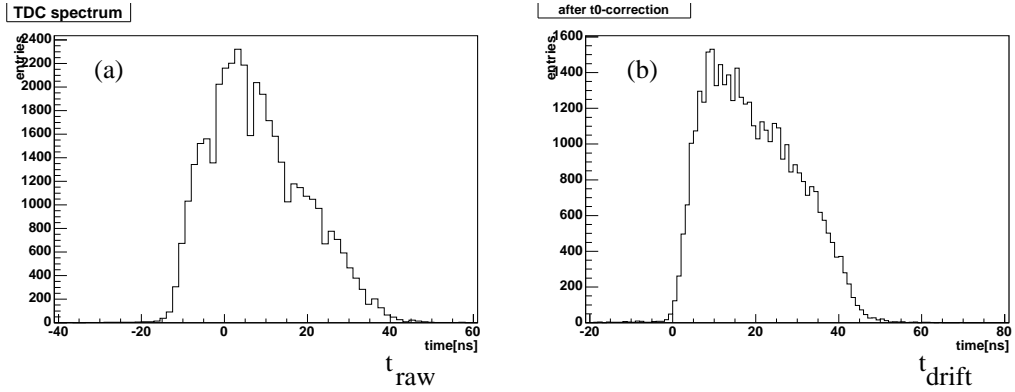 TDC spectrum
entries
2400
2200
2000
1800
1600
1400
1200
1000
800
600
400
200
0
(a)
-40 -20 0 20 40 60
time[ns]
t raw
after t0-correction
entries
1600
1400
1200
1000
800
600
400
200
0
(b)
-20 0 20 40 60 80
time[ns]
t drift